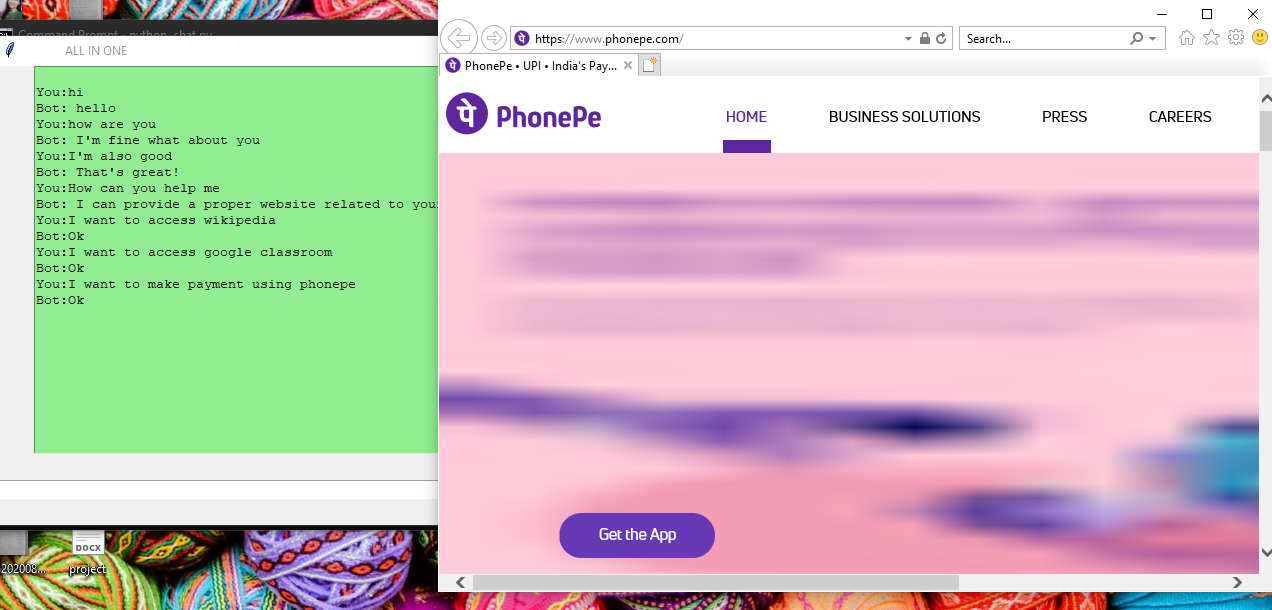 Command Prompt - python chat.py
ALL IN ONE
You:hi
Bot: hello
You:how are you
Bot: I'm fine what about you
You:I'm also good
Bot: That's great!
You:How can you help me
Bot: I can provide a proper website related to your
You:I want to access wikipedia
Bot:Ok
You:I want to access google classroom
Bot:Ok
You:I want to make payment using phonepe
Bot:Ok
202008...
DOCX
project
https://www.phonepe.com/
Search...
पे PhonePe • UPI • India's Pay...
पे PhonePe
HOME
BUSINESS SOLUTIONS
PRESS
CAREERS
Get the App